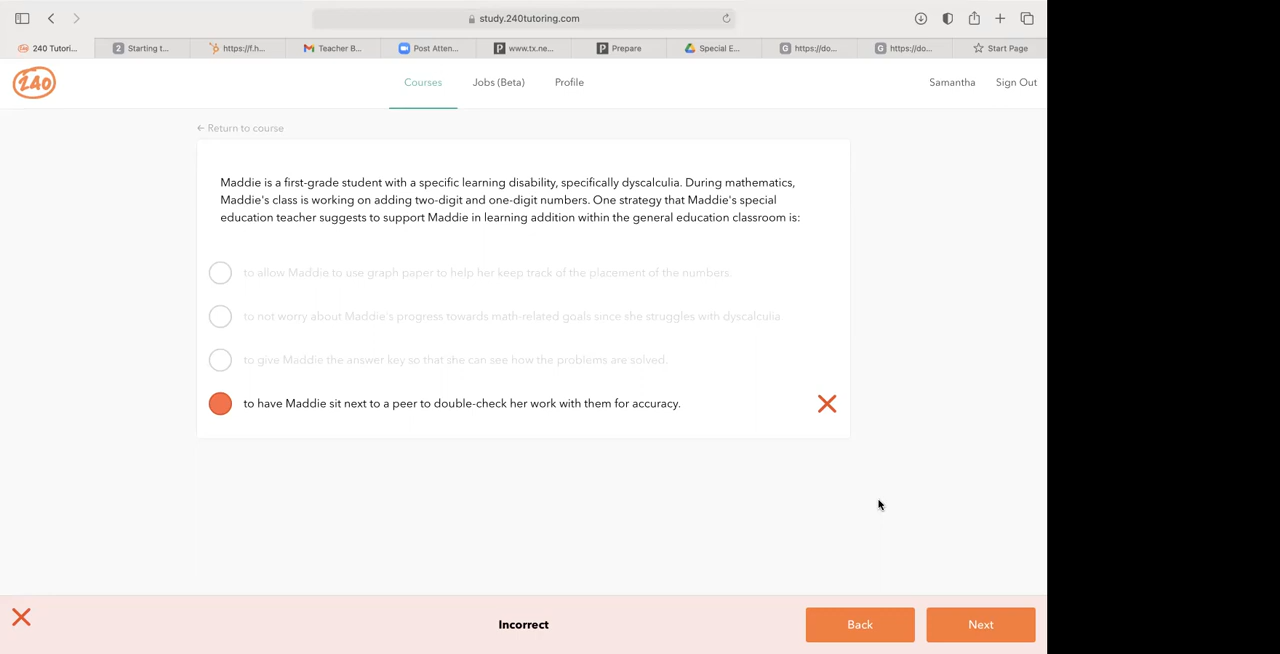 study.240tutoring.com
240 Tutori...
2 Starting t...
https://f.h...
Teacher B...
Post Atten...
www.tx.ne...
Prepare
Special E...
https://do...
https://do...
Start Page
240
Courses
Jobs (Beta)
Profile
Samantha
Sign Out
← Return to course
Maddie is a first-grade student with a specific learning disability, specifically dyscalculia. During mathematics,
Maddie's class is working on adding two-digit and one-digit numbers. One strategy that Maddie's special
education teacher suggests to support Maddie in learning addition within the general education classroom is:
to allow Maddie to use graph paper to help her keep track of the placement of the numbers.
to not worry about Maddie's progress towards math-related goals since she struggles with dyscalculia
to give Maddie the answer key so that she can see how the problems are solved.
to have Maddie sit next to a peer to double-check her work with them for accuracy.
Incorrect
Back
Next